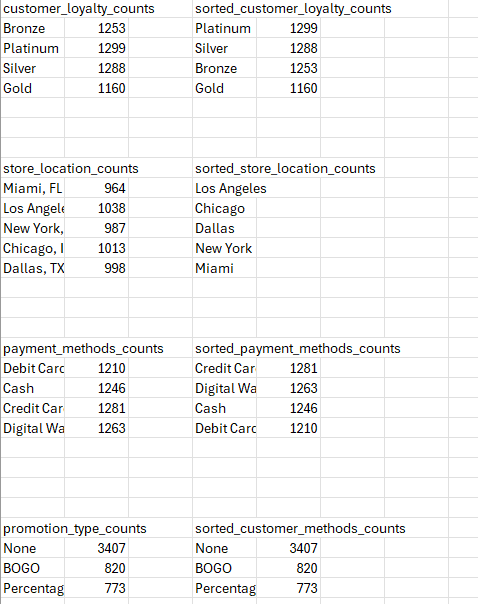 customer_loyalty_counts sorted_customer_loyalty_counts
Bronze 1253 Platinum 1299
Platinum 1299 Silver 1288
Silver 1288 Bronze 1253
Gold 1160 Gold 1160
store_location_counts sorted_store_location_counts
Miami, FL 964 Los Angeles
Los Angele 1038 Chicago
New York, 987 Dallas
Chicago, I 1013 New York
Dallas, TX 998 Miami
payment_methods_counts sorted_payment_methods_counts
Debit Card 1210 Credit Car 1281
Cash 1246 Digital Wa 1263
Credit Car 1281 Cash 1246
Digital Wa 1263 Debit Card 1210
promotion_type_counts sorted_customer_methods_counts
None 3407 None 3407
BOGO 820 BOGO 820
Percentag 773 Percentag 773